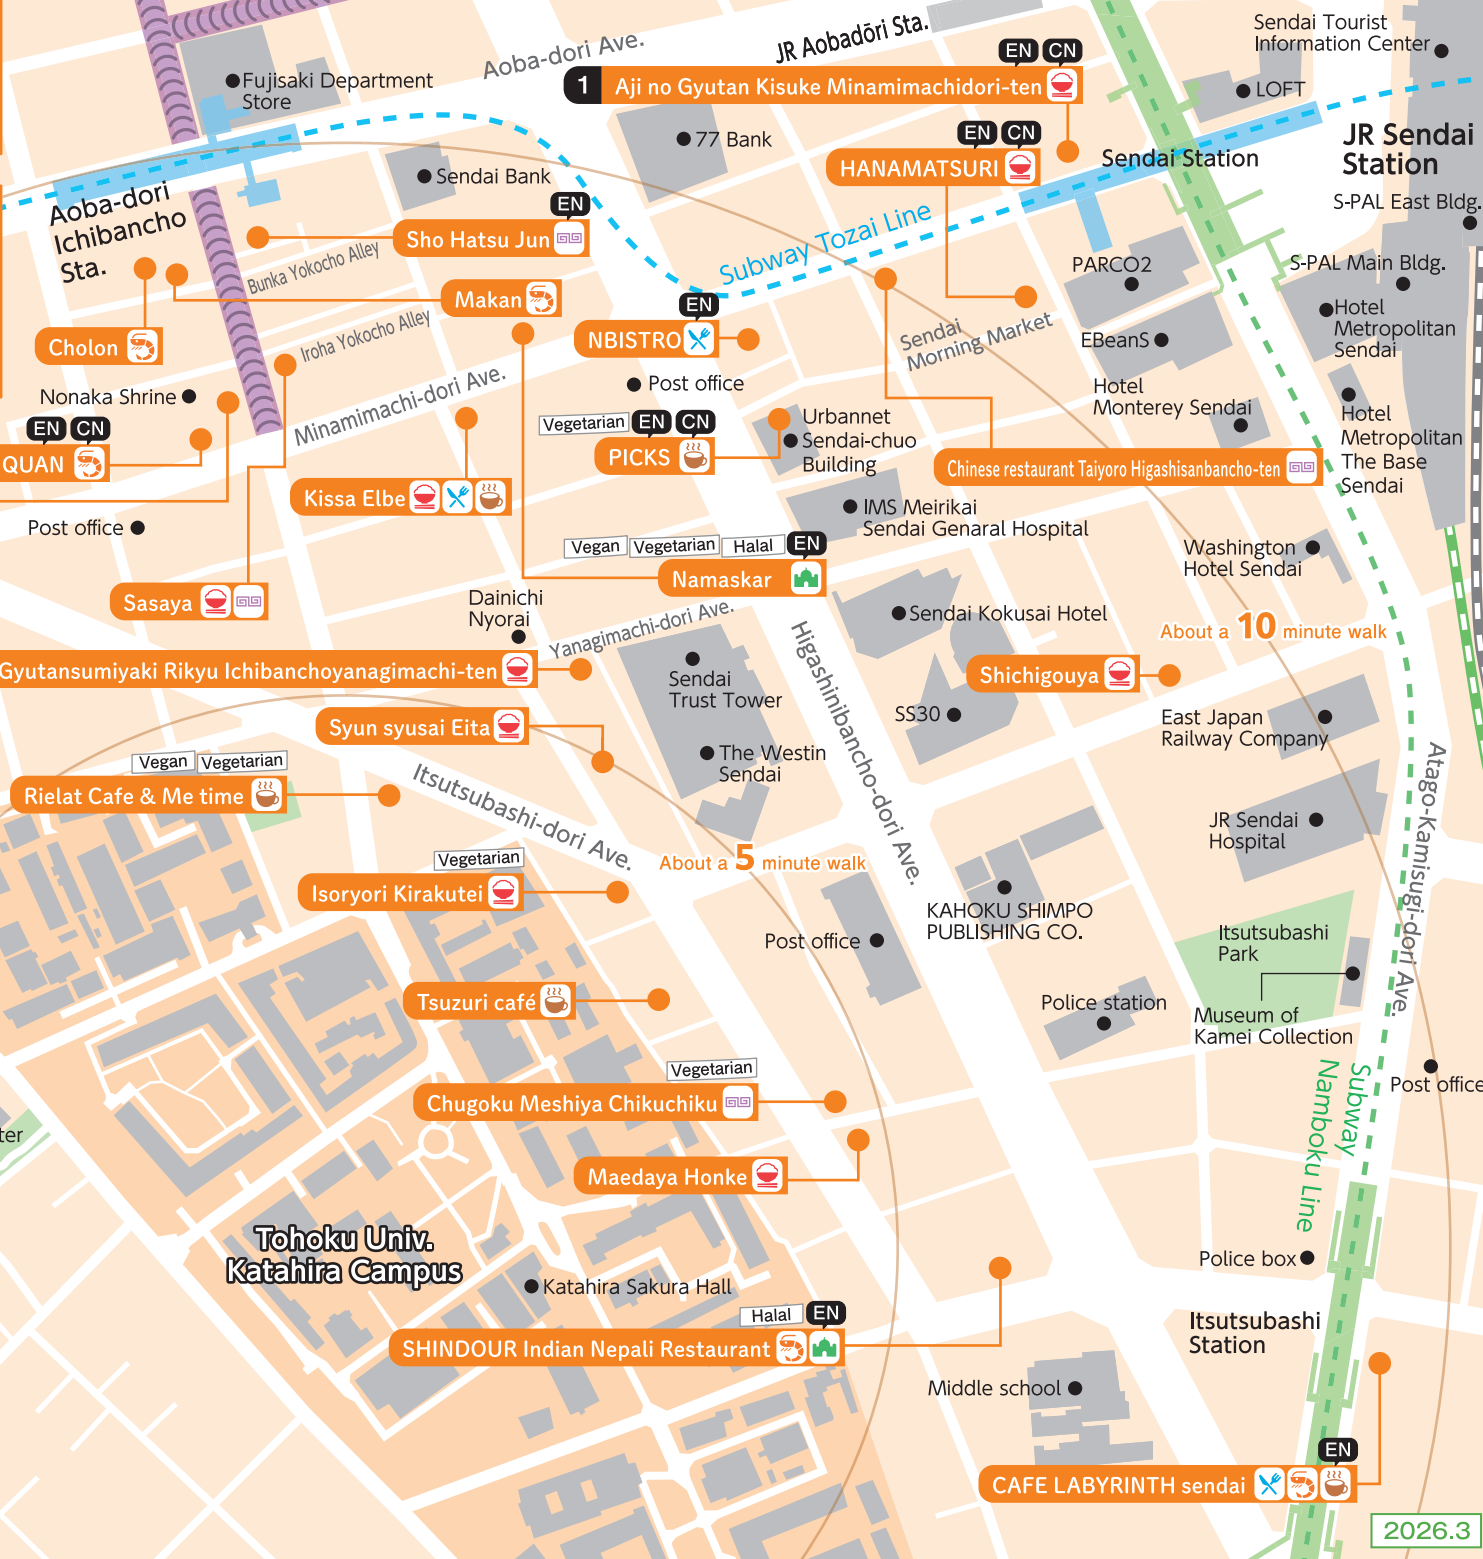 Sendai Tourist
Information Center
Fujisaki Department
Store
Aoba-dori Ave.
JR Aobadōri Sta.
EN CN
1 Aji no Gyutan Kisuke Minamimachidori-ten
LOFT
77 Bank
EN CN
HANAMATSURI
Sendai Station
JR Sendai
Station
S-PAL East Bldg.
Sendai Bank
Aoba-dori
Ichibancho
Sta.
EN
Sho Hatsu Jun
Bunka Yokocho Alley
Subway Tozai Line
PARCO2
S-PAL Main Bldg.
Makan
EN
NBISTRO
Cholon
Iroha Yokocho Alley
Sendai
Morning Market
EBeanS
Hotel
Metropolitan
Sendai
Nonaka Shrine
Minamimachi-dori Ave.
Post office
Hotel
Monterey Sendai
EN CN
QUAN
Vegetarian EN CN
PICKS
Urbannet
Sendai-chuo
Building
Chinese restaurant Taiyoro Higashisanbancho-ten
Hotel
Metropolitan
The Base
Sendai
Kissa Elbe
Post office
IMS Meirikai
Sendai Genaral Hospital
Vegan Vegetarian Halal EN
Namaskar
Washington
Hotel Sendai
Sasaya
Dainichi
Nyorai
Yanagimachi-dori Ave.
Sendai Kokusai Hotel
About a 10 minute walk
Gyutansumiyaki Rikyu Ichibanchoyanagimachi-ten
Sendai
Trust Tower
Higashinibancho-dori Ave.
Shichigouya
Syun syusai Eita
SS30
East Japan
Railway Company
Vegan Vegetarian
Rielat Cafe & Me time
Itsutsubashi-dori Ave.
The Westin
Sendai
Atago-Kamisugi-dori Ave.
JR Sendai
Hospital
About a 5 minute walk
Vegetarian
Isoryori Kirakutei
KAHOKU SHIMPO
PUBLISHING CO.
Post office
Itsutsubashi
Park
Tsuzuri café
Police station
Museum of
Kamei Collection
Vegetarian
Chugoku Meshiya Chikuchiku
Post office
ter
Subway
Namboku Line
Maedaya Honke
Tohoku Univ.
Katahira Campus
Police box
Katahira Sakura Hall
Halal EN
SHINDOUR Indian Nepali Restaurant
Itsutsubashi
Station
Middle school
EN
CAFE LABYRINTH sendai
2026.3